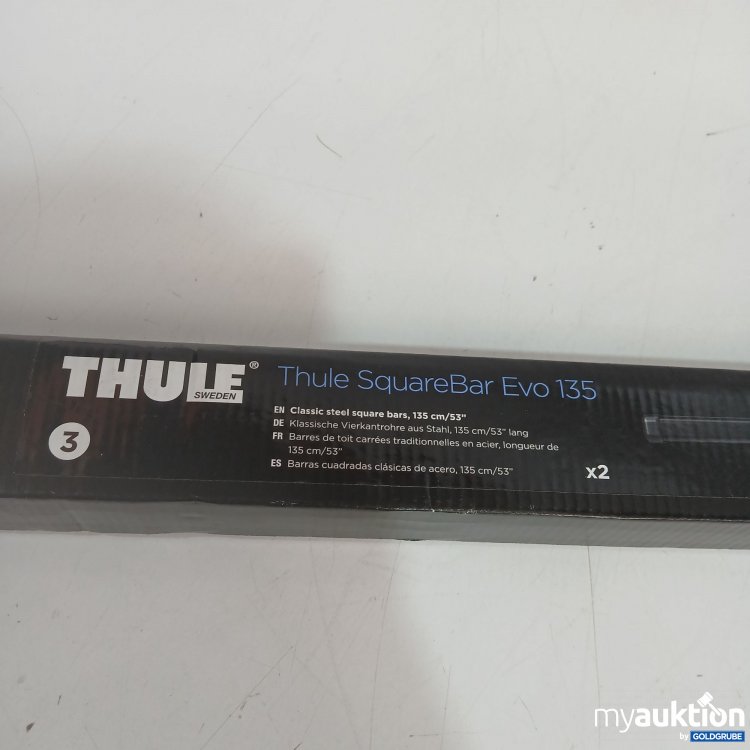 THULE®
SWEDEN
3
Thule SquareBar Evo 135
EN Classic steel square bars, 135 cm/53"
DE Klassische Vierkantrohre aus Stahl, 135 cm/53" lang
FR Barres de toit carrées traditionnelles en acier, longueur de
135 cm/53"
ES Barras cuadradas clásicas de acero, 135 cm/53"
x2
myauktion
by GOLDGRUBE